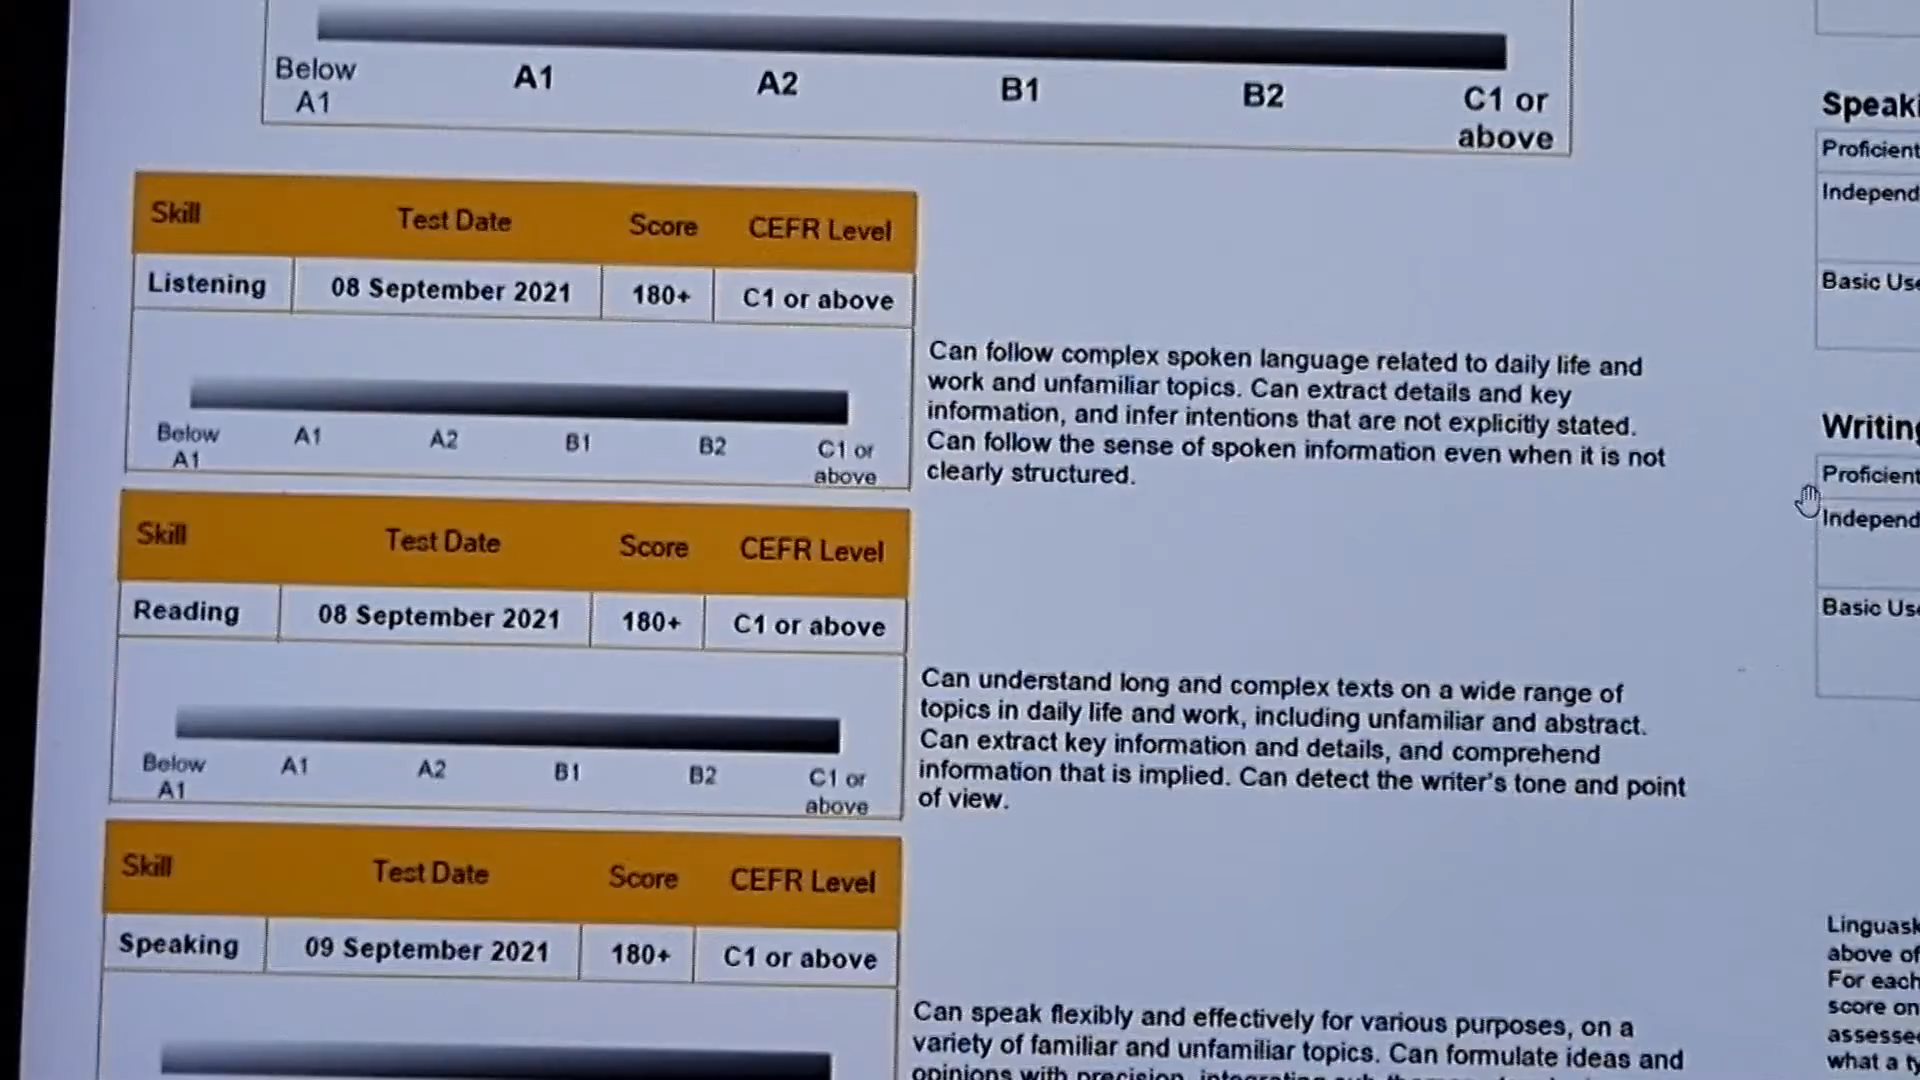 Below
A1
A1
A2
B1
B2
C1 or
above
Skill Test Date Score CEFR Level
Listening 08 September 2021 180+ C1 or above
Below
A1
A1
A2
B1
B2
C1 or
above
Can follow complex spoken language related to daily life and
work and unfamiliar topics. Can extract details and key
information, and infer intentions that are not explicitly stated.
Can follow the sense of spoken information even when it is not
clearly structured.
Skill Test Date Score CEFR Level
Reading 08 September 2021 180+ C1 or above
Below
A1
A1
A2
B1
B2
C1 or
above
Can understand long and complex texts on a wide range of
topics in daily life and work, including unfamiliar and abstract.
Can extract key information and details, and comprehend
information that is implied. Can detect the writer's tone and point
of view.
Skill Test Date Score CEFR Level
Speaking 09 September 2021 180+ C1 or above
Can speak flexibly and effectively for various purposes, on a
variety of familiar and unfamiliar topics. Can formulate ideas and
opinions with precision,
Speaki
Proficient
Independ
Basic Use
Writing
Proficient
Independ
Basic Use
Linguask
above of
For each
score on
assessed
what a ty